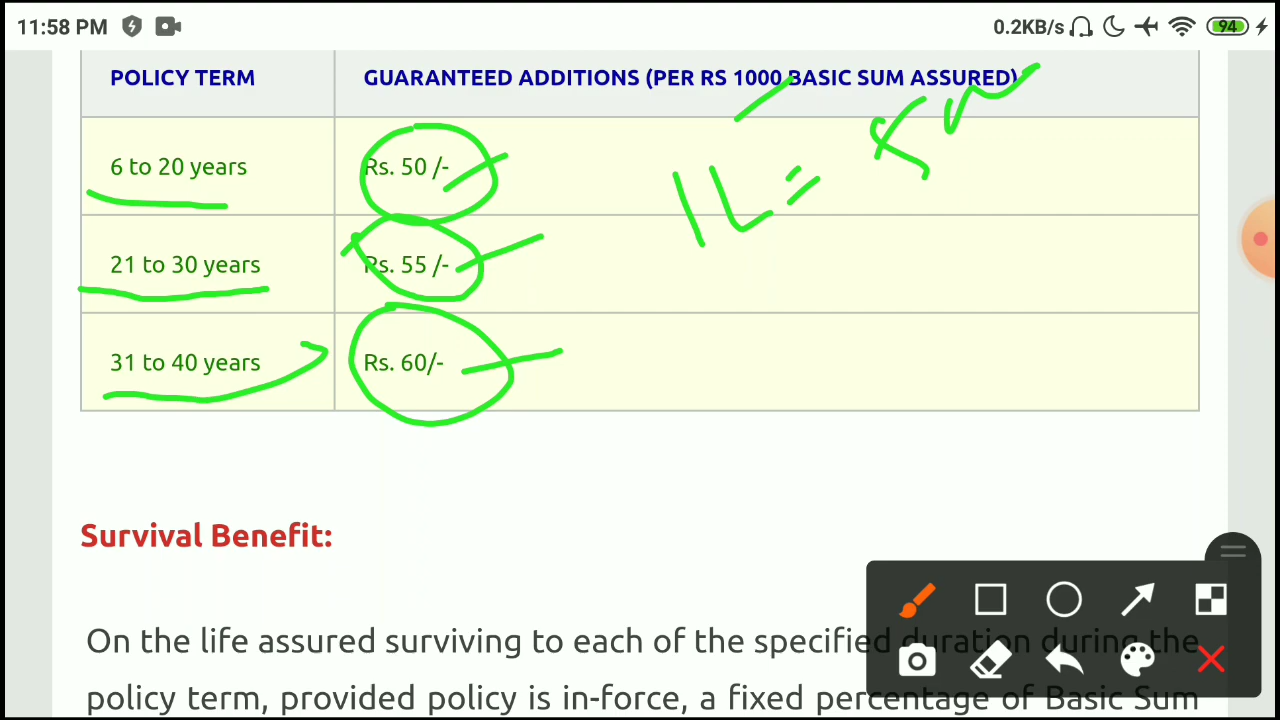 11:58 PM 0.2KB/s 94
POLICY TERM GUARANTEED ADDITIONS (PER RS 1000 BASIC SUM ASSURED)
6 to 20 years Rs. 50 /-
21 to 30 years Rs. 55 /-
31 to 40 years Rs. 60/-
1L =
Survival Benefit:
On the life assured surviving to each of the specified duration during the
policy term, provided policy is in-force, a fixed percentage of Basic Sum